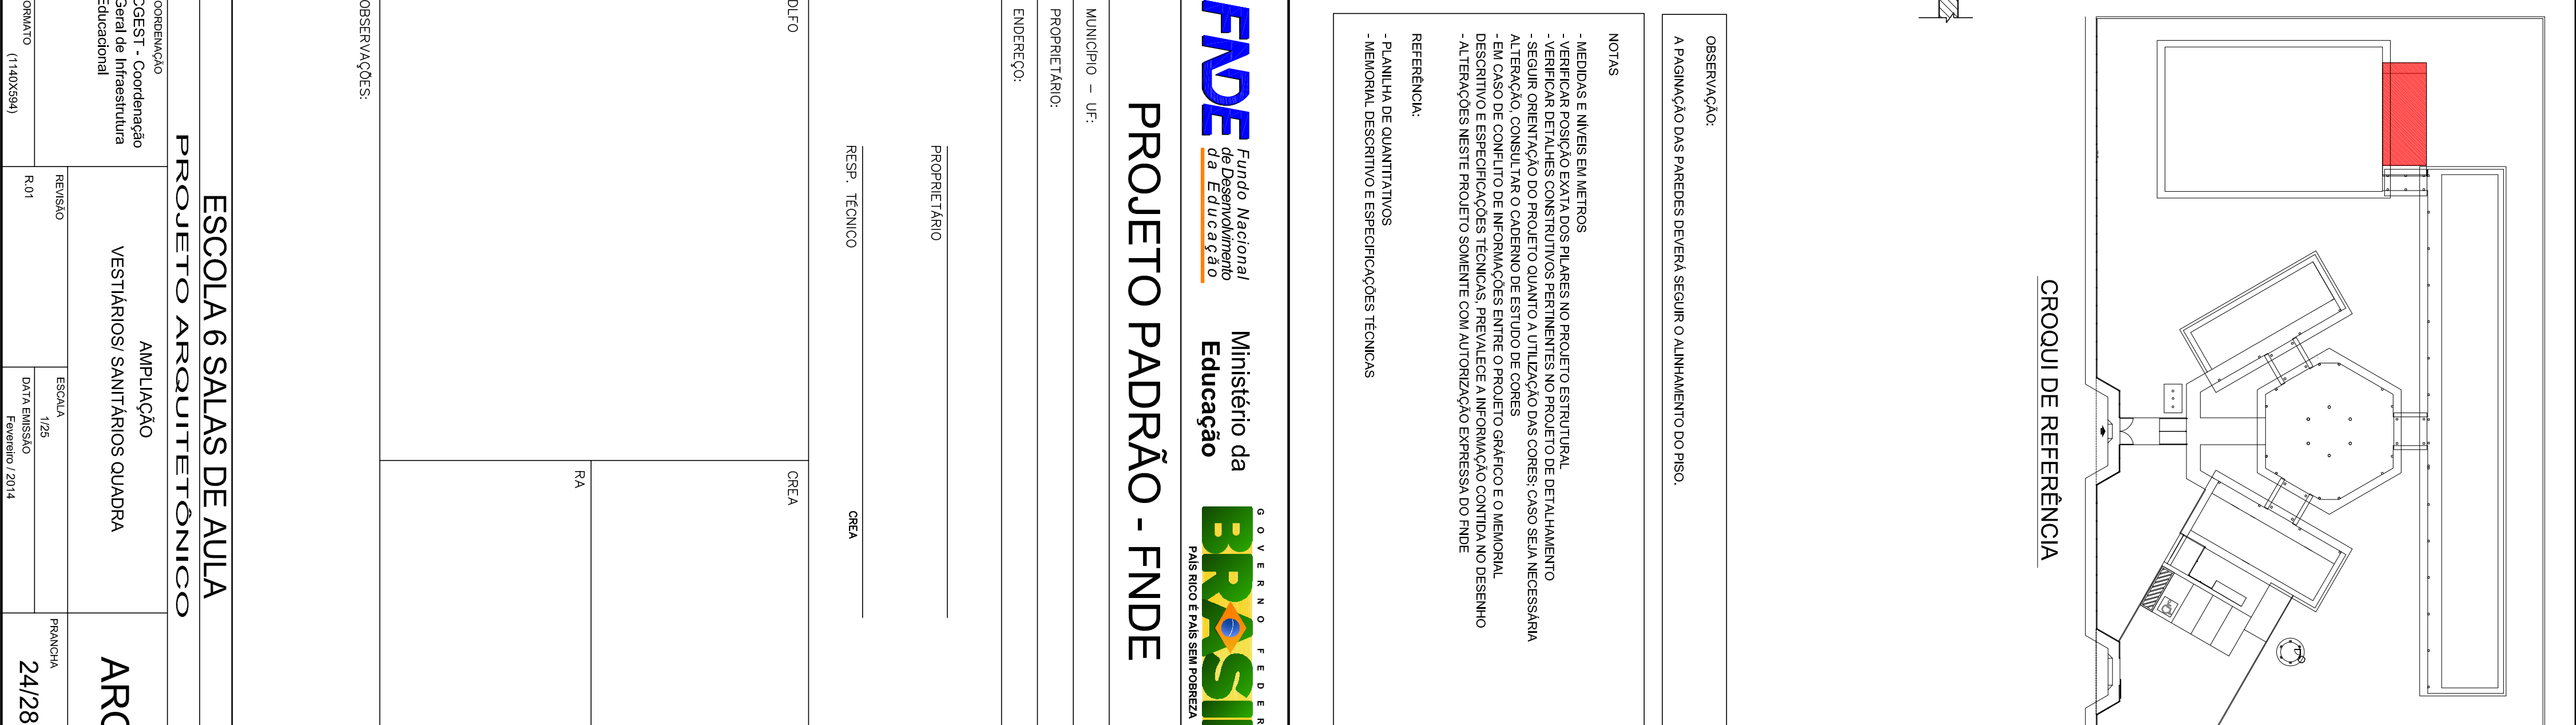 CROQUI DE REFERÊNCIA
OBSERVAÇÃO:
A PAGINAÇÃO DAS PAREDES DEVERÁ SEGUIR O ALINHAMENTO DO PISO.
NOTAS
- MEDIDAS E NÍVEIS EM METROS
- VERIFICAR POSIÇÃO EXATA DOS PILARES NO PROJETO ESTRUTURAL
- VERIFICAR DETALHES CONSTRUTIVOS PERTINENTES NO PROJETO DE DETALHAMENTO
- SEGUIR ORIENTAÇÃO DO PROJETO QUANTO A UTILIZAÇÃO DAS CORES; CASO SEJA NECESSÁRIA
ALTERAÇÃO, CONSULTAR O CADERNO DE ESTUDO DE CORES
- EM CASO DE CONFLITO DE INFORMAÇÕES ENTRE O PROJETO GRÁFICO E O MEMORIAL
DESCRITIVO E ESPECIFICAÇÕES TÉCNICAS, PREVALECE A INFORMAÇÃO CONTIDA NO DESENHO
- ALTERAÇÕES NESTE PROJETO SOMENTE COM AUTORIZAÇÃO EXPRESSA DO FNDE
REFERÊNCIA:
- PLANILHA DE QUANTITATIVOS
- MEMORIAL DESCRITIVO E ESPECIFICAÇÕES TÉCNICAS
FNDE
Fundo Nacional
de Desenvolvimento
da Educação
Ministério da
Educação
GOVERNO FEDER
BRASIL
PAÍS RICO É PAÍS SEM POBREZA
PROJETO PADRÃO - FNDE
MUNICÍPIO – UF:
PROPRIETÁRIO:
ENDEREÇO:
PROPRIETÁRIO
RESP. TÉCNICO
CREA
DLFO
CREA
RA
OBSERVAÇÕES:
ESCOLA 6 SALAS DE AULA
PROJETO ARQUITETÔNICO
COORDENAÇÃO
CGEST - Coordenação
Geral de Infraestrutura
Educacional
AMPLIAÇÃO
VESTIÁRIOS/ SANITÁRIOS QUADRA
ARQ
FORMATO
(1140X594)
REVISÃO
R.01
ESCALA
1/25
DATA EMISSÃO
Fevereiro / 2014
PRANCHA
24/28